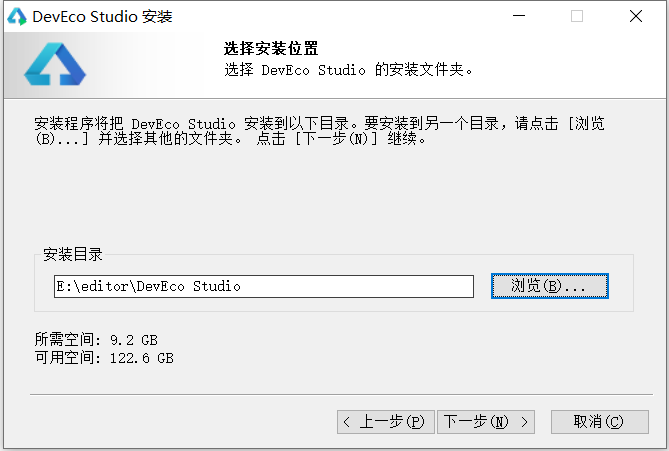 DevEco Studio 安装
选择安装位置
选择 DevEco Studio 的安装文件夹。
安装程序将把 DevEco Studio 安装到以下目录。要安装到另一个目录，请点击 [浏览
(B)...] 并选择其他的文件夹。 点击 [下一步(N)] 继续。
安装目录
E:\editor\DevEco Studio
浏览(B)...
所需空间: 9.2 GB
可用空间: 122.6 GB
< 上一步(P) 下一步(N) > 取消(C)